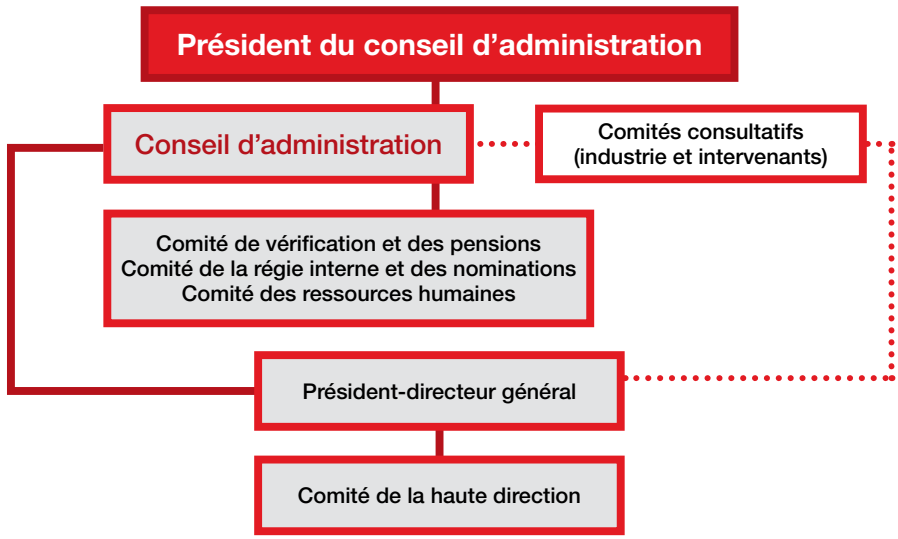 Président du conseil d’administration
Conseil d’administration
Comités consultatifs
(industrie et intervenants)
Comité de vérification et des pensions
Comité de la régie interne et des nominations
Comité des ressources humaines
Président-directeur général
Comité de la haute direction